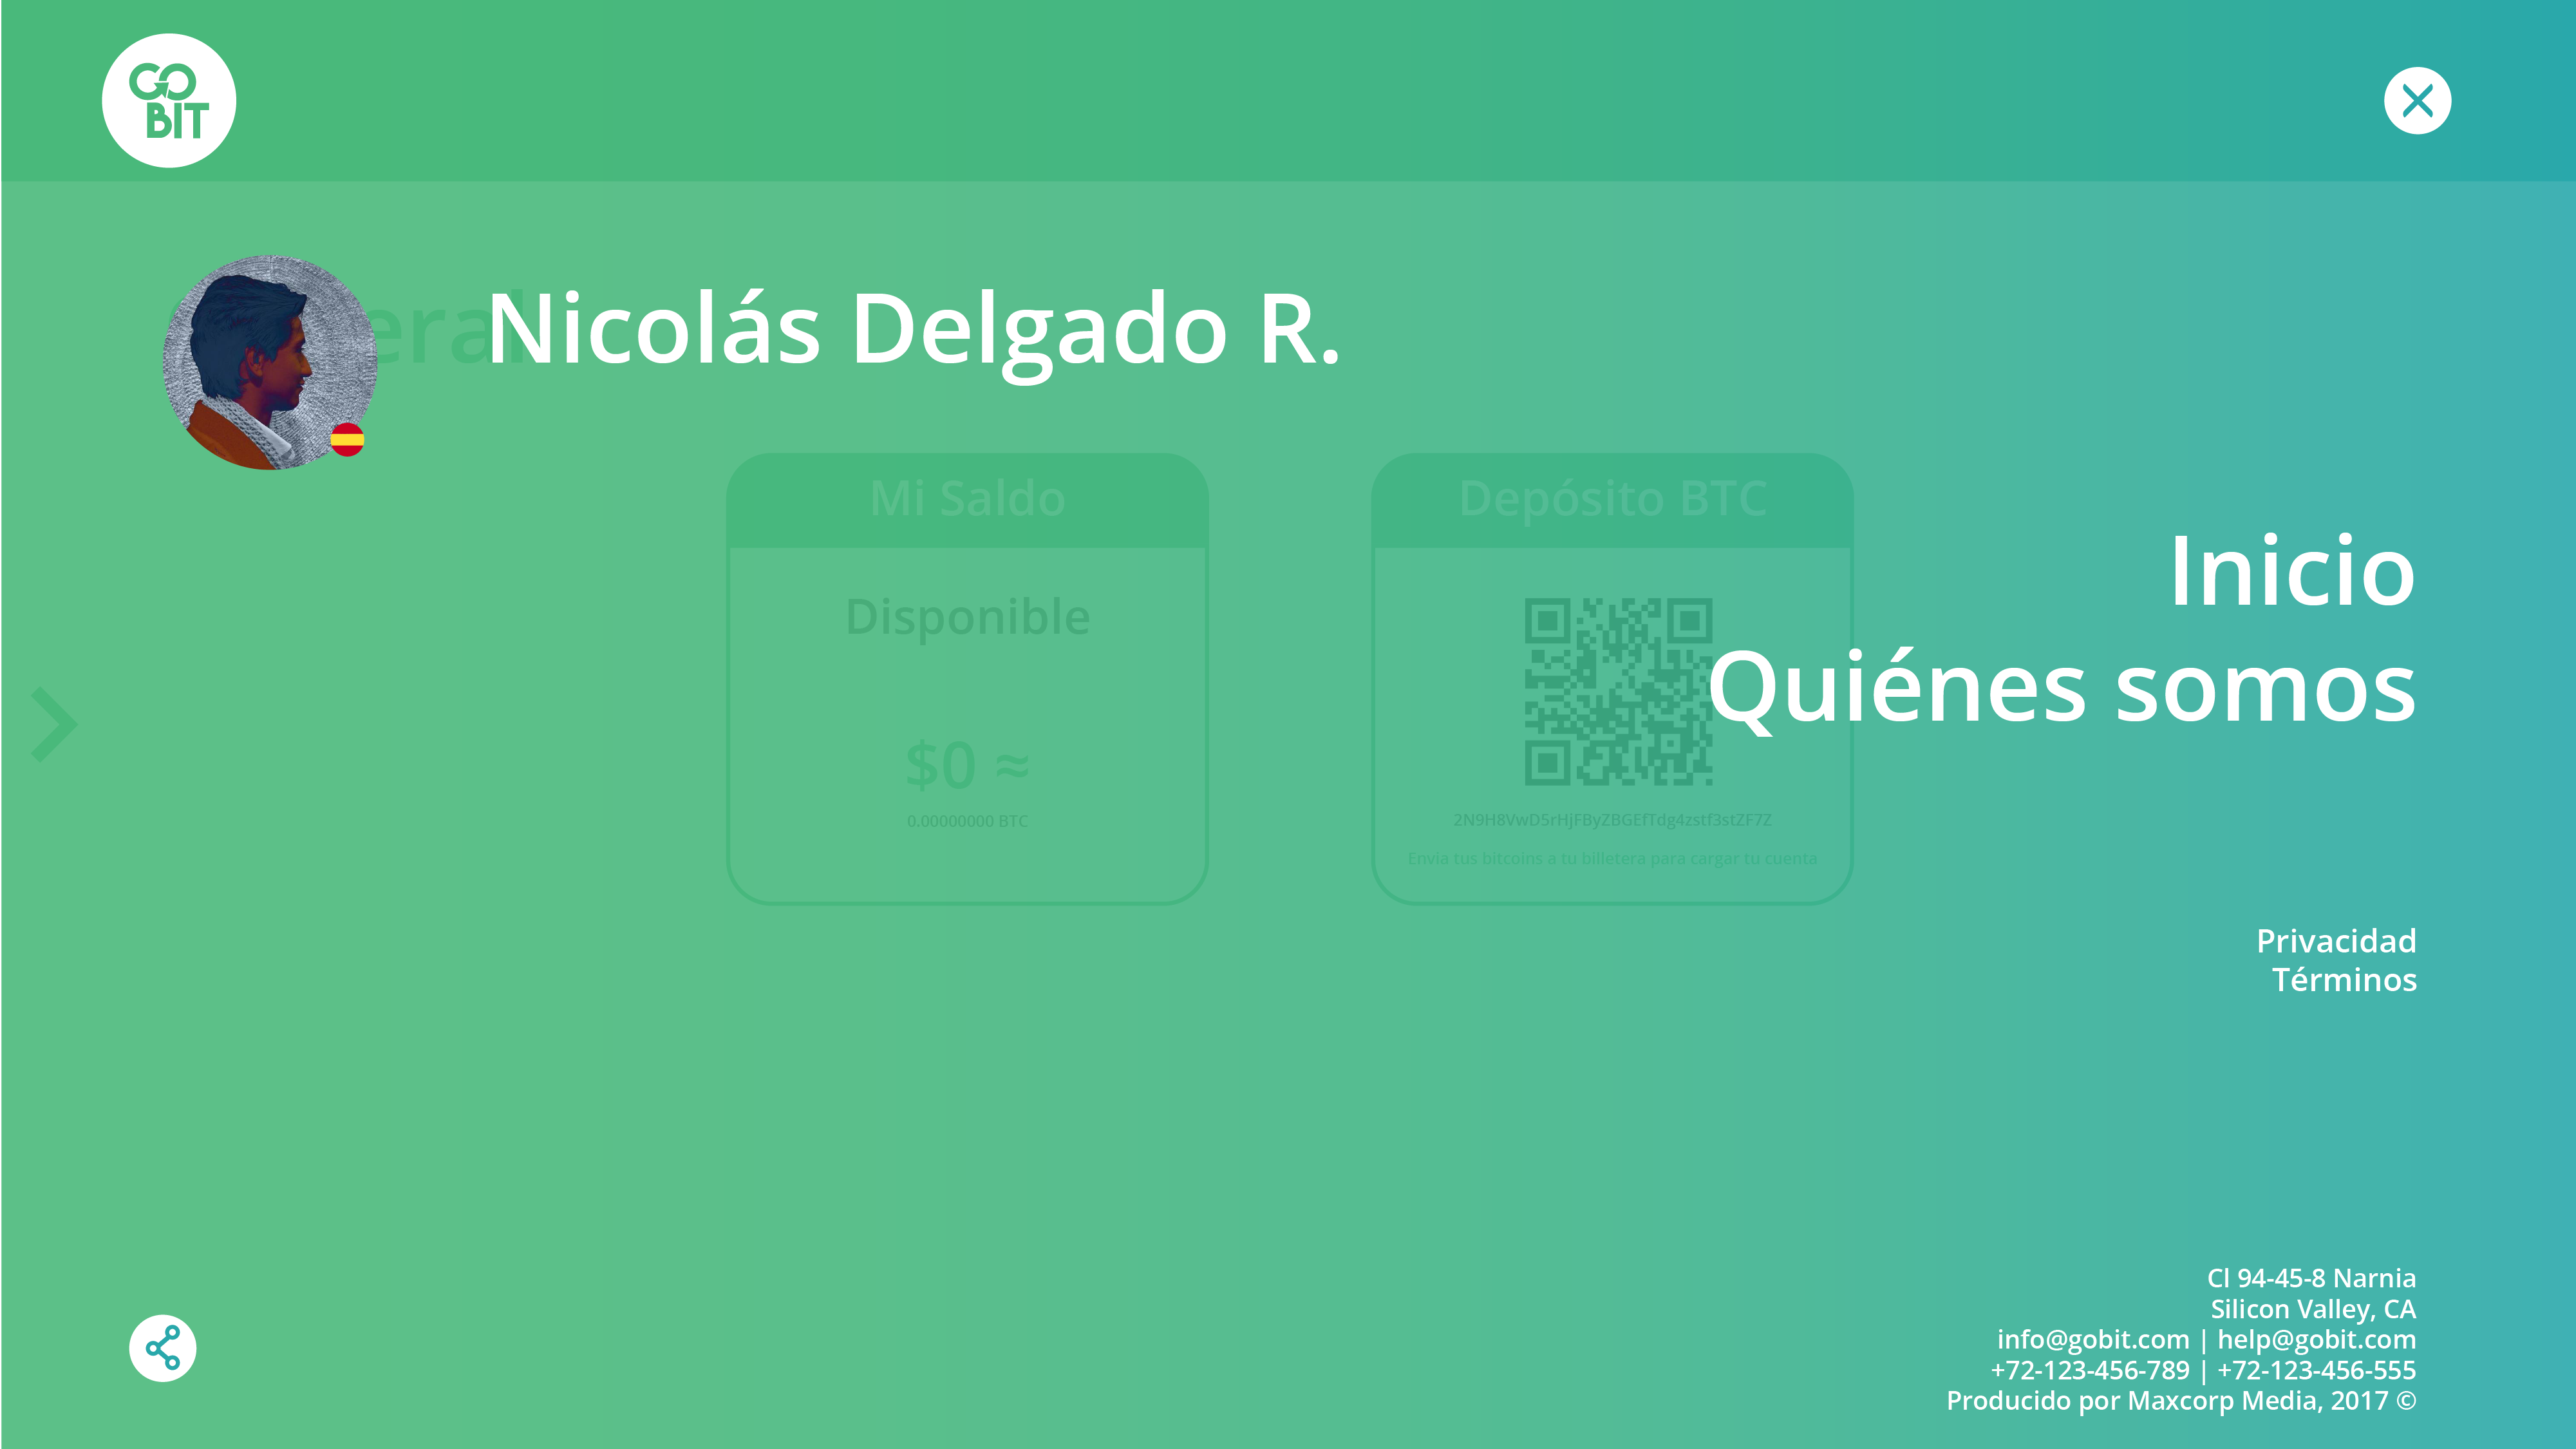 GO
BIT
eral
Nicolás Delgado R.
Mi Saldo
Depósito BTC
Disponible
Inicio
Quiénes somos
$0 ≈
0.00000000 BTC
2N9H8VwD5rHjFByZBGEfTdg4zstf3stZF7Z
Envia tus bitcoins a tu billetera para cargar tu cuenta
Privacidad
Términos
Cl 94-45-8 Narnia
Silicon Valley, CA
info@gobit.com | help@gobit.com
+72-123-456-789 | +72-123-456-555
Producido por Maxcorp Media, 2017 ©